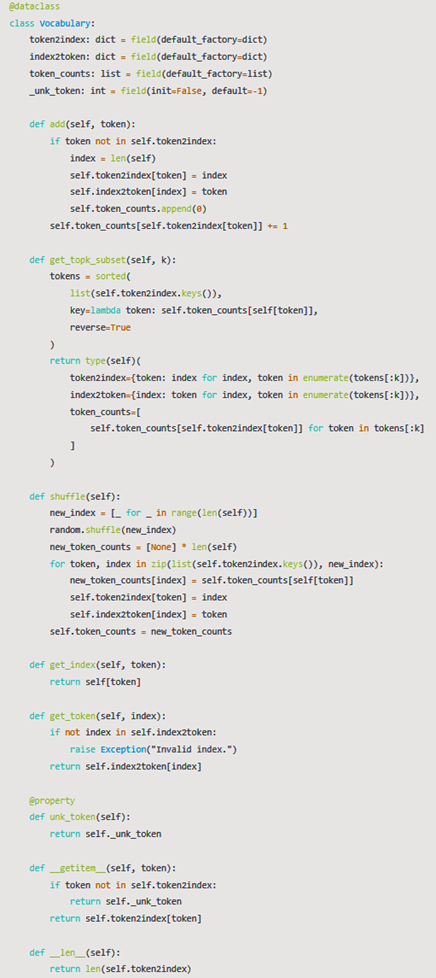 @dataclass
class Vocabulary:
    token2index: dict = field(default_factory=dict)
    index2token: dict = field(default_factory=dict)
    token_counts: list = field(default_factory=list)
    _unk_token: int = field(init=False, default=-1)

    def add(self, token):
        if token not in self.token2index:
            index = len(self)
            self.token2index[token] = index
            self.index2token[index] = token
            self.token_counts.append(0)
        self.token_counts[self.token2index[token]] += 1

    def get_topk_subset(self, k):
        tokens = sorted(
            list(self.token2index.keys()),
            key=lambda token: self.token_counts[self[token]],
            reverse=True
        )
        return type(self)(
            token2index={token: index for index, token in enumerate(tokens[:k])},
            index2token={index: token for index, token in enumerate(tokens[:k])},
            token_counts=[
                self.token_counts[self.token2index[token]] for token in tokens[:k]
            ]
        )

    def shuffle(self):
        new_index = [_ for _ in range(len(self))]
        random.shuffle(new_index)
        new_token_counts = [None] * len(self)
        for token, index in zip(list(self.token2index.keys()), new_index):
            new_token_counts[index] = self.token_counts[self[token]]
            self.token2index[token] = index
            self.index2token[index] = token
        self.token_counts = new_token_counts

    def get_index(self, token):
        return self[token]

    def get_token(self, index):
        if not index in self.index2token:
            raise Exception("Invalid index.")
        return self.index2token[index]

    @property
    def unk_token(self):
        return self._unk_token

    def __getitem__(self, token):
        if token not in self.token2index:
            return self._unk_token
        return self.token2index[token]

    def __len__(self):
        return len(self.token2index)